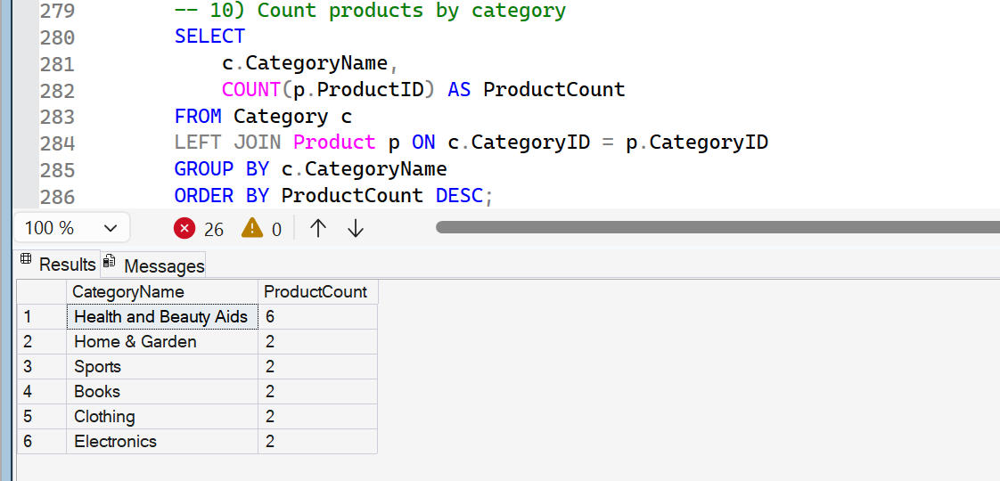 279 -- 10) Count products by category
280 SELECT
281 c.CategoryName,
282 COUNT(p.ProductID) AS ProductCount
283 FROM Category c
284 LEFT JOIN Product p ON c.CategoryID = p.CategoryID
285 GROUP BY c.CategoryName
286 ORDER BY ProductCount DESC;
100 % 26 0
Results Messages
CategoryName ProductCount
1 Health and Beauty Aids 6
2 Home & Garden 2
3 Sports 2
4 Books 2
5 Clothing 2
6 Electronics 2